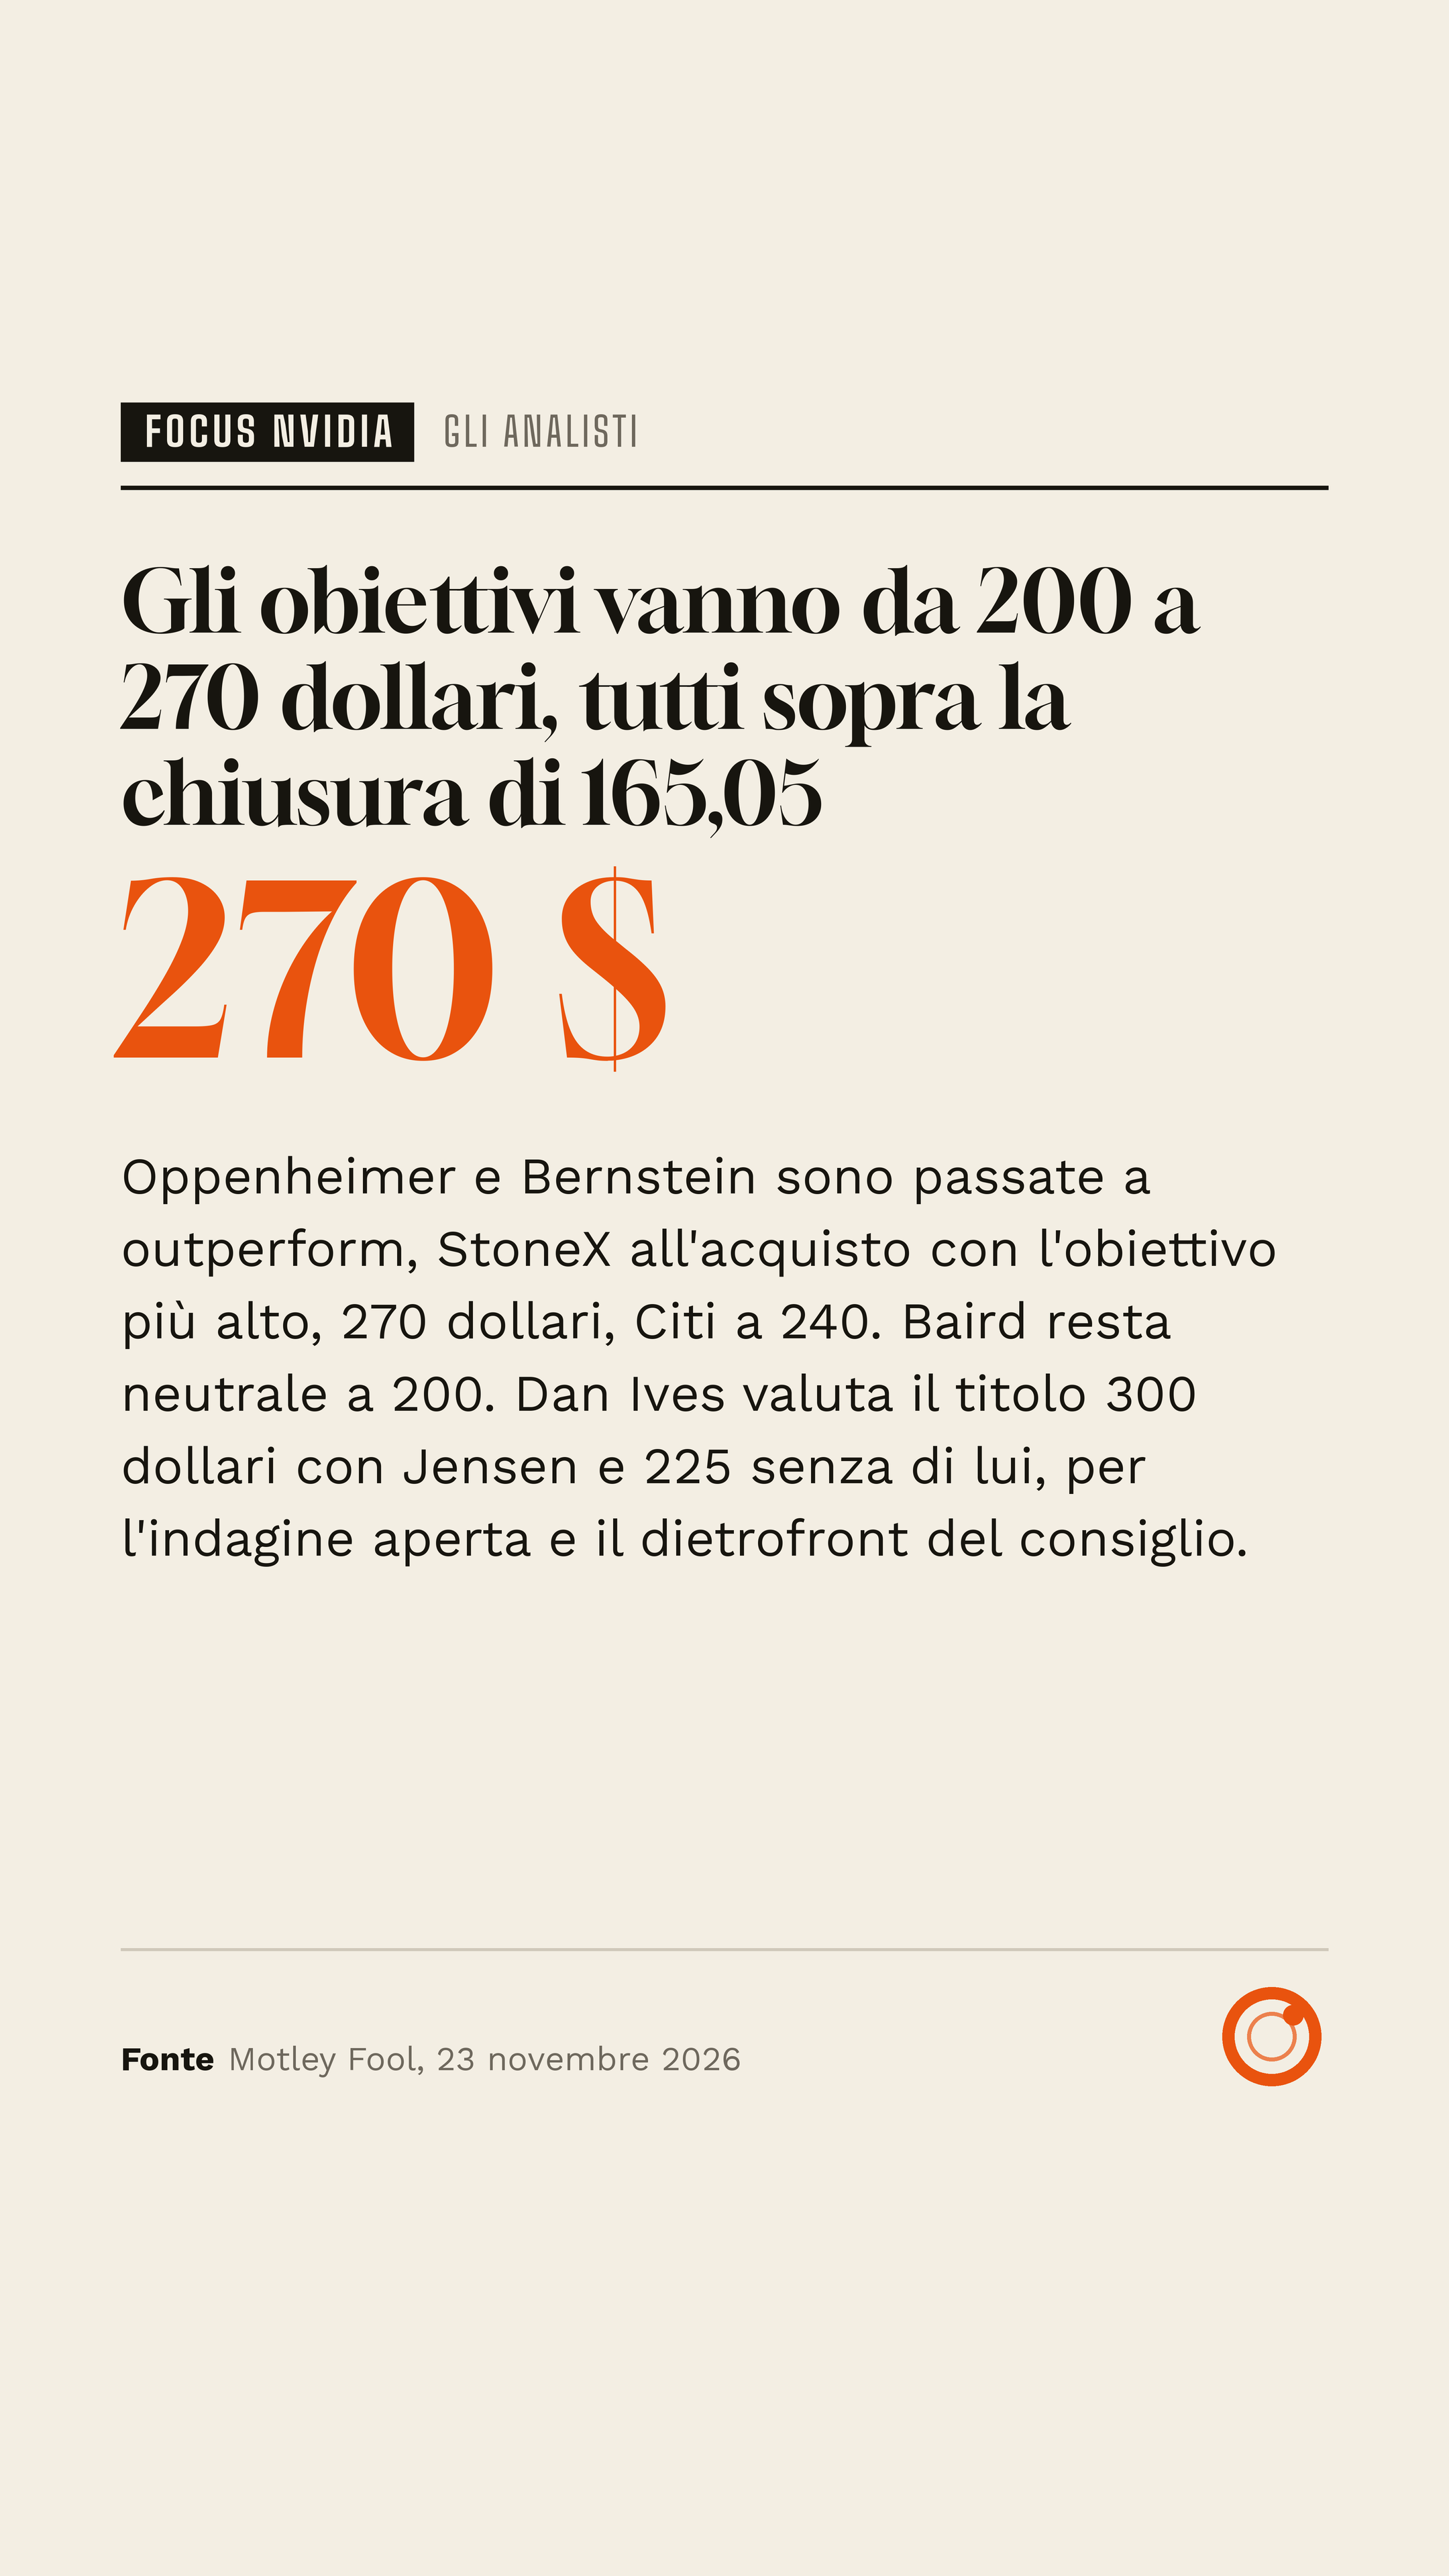 FOCUS NVIDIA GLI ANALISTI
Gli obiettivi vanno da 200 a
270 dollari, tutti sopra la
chiusura di 165,05
270 $
Oppenheimer e Bernstein sono passate a
outperform, StoneX all'acquisto con l'obiettivo
più alto, 270 dollari, Citi a 240. Baird resta
neutrale a 200. Dan Ives valuta il titolo 300
dollari con Jensen e 225 senza di lui, per
l'indagine aperta e il dietrofront del consiglio.
Fonte Motley Fool, 23 novembre 2026